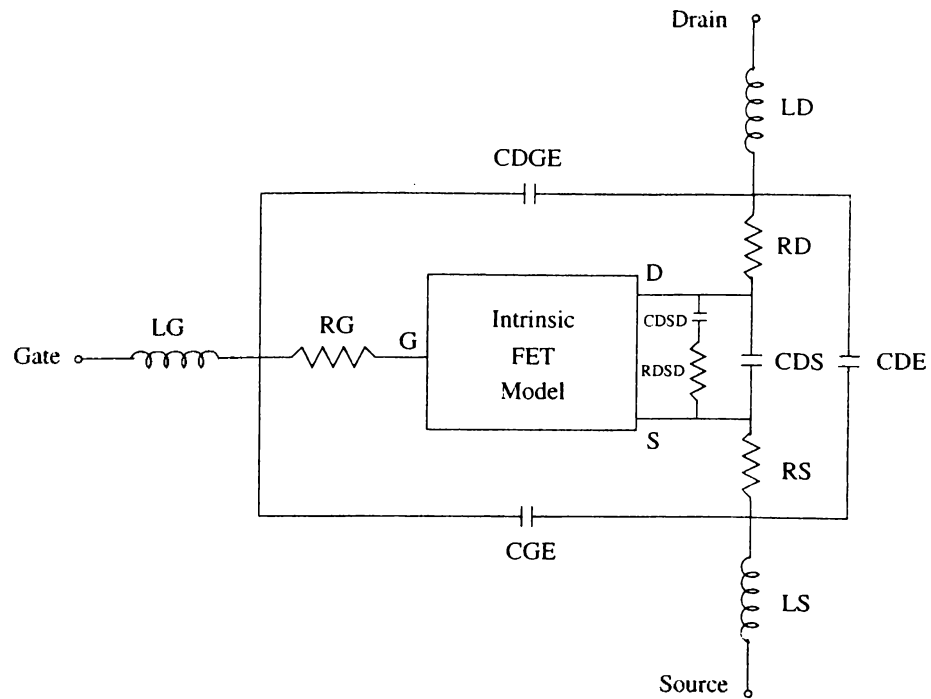 Drain
LD
CDGE
RD
D
LG
RG
G
Intrinsic
FET
Model
CDSD
RDSD
CDS
CDE
Gate
S
RS
CGE
LS
Source